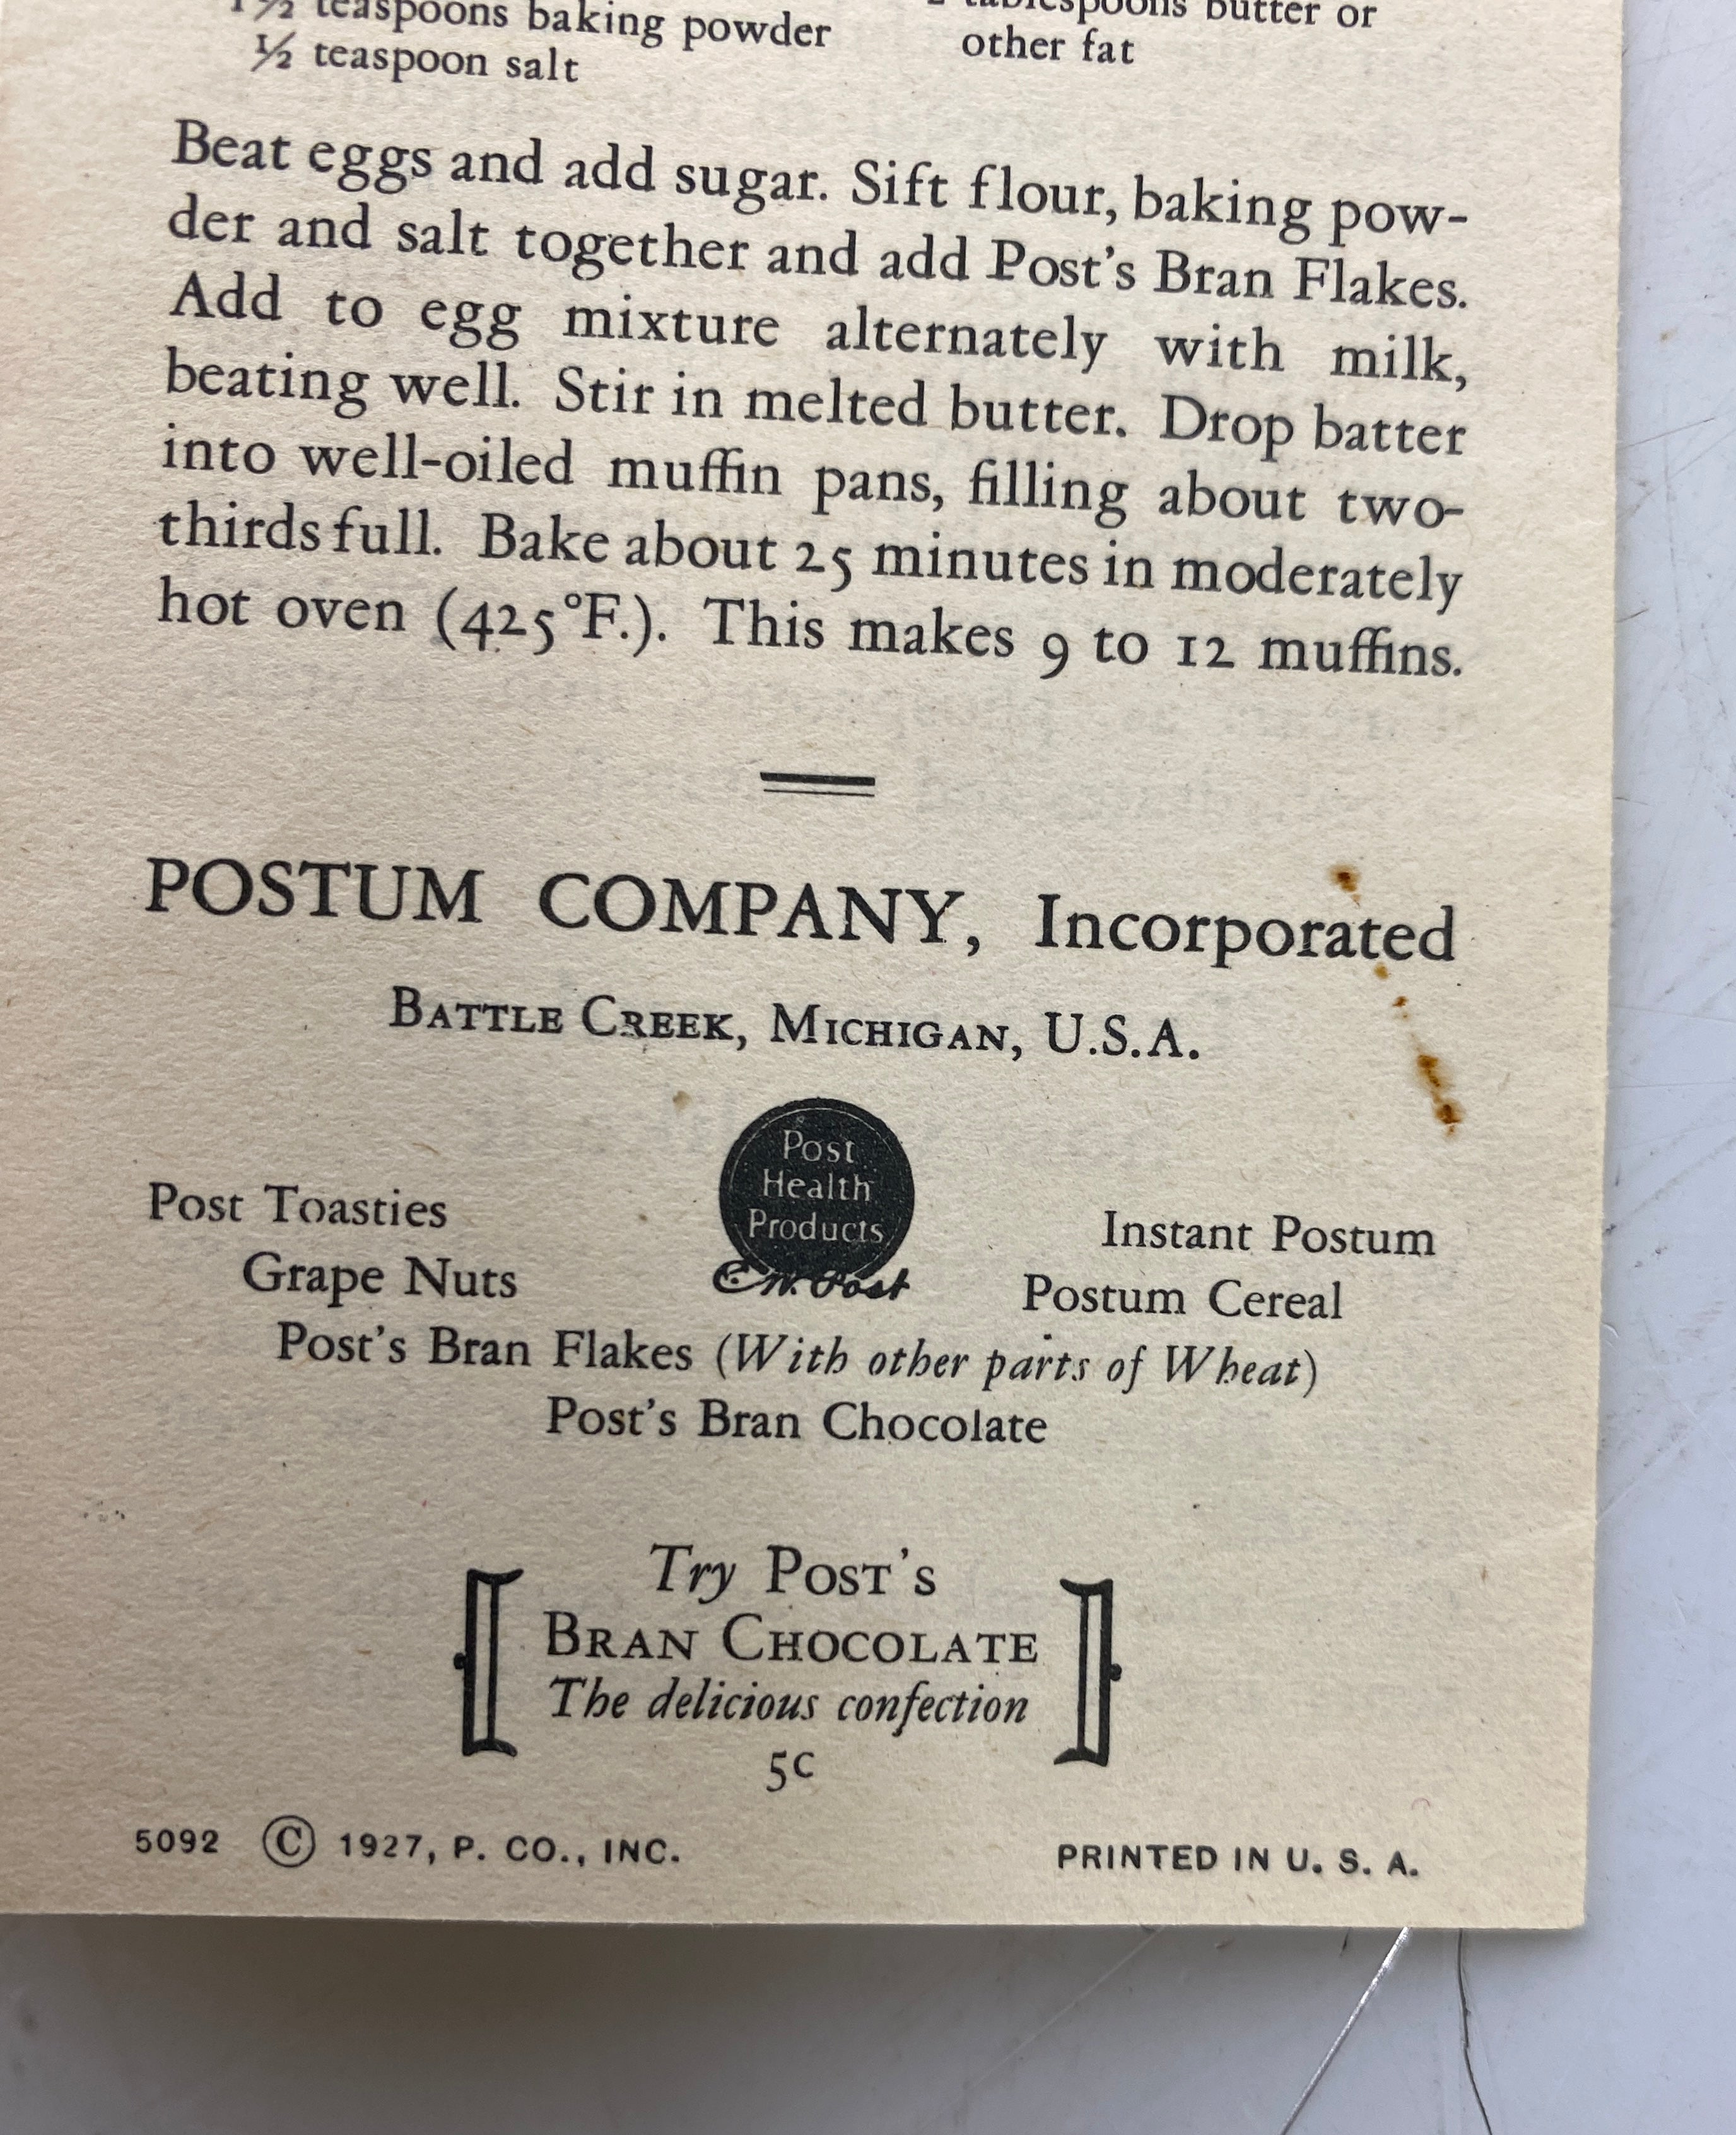 1½ teaspoons baking powder
½ teaspoon salt
2 tablespoons butter or
other fat
Beat eggs and add sugar. Sift flour, baking pow-
der and salt together and add Post's Bran Flakes.
Add to egg mixture alternately with milk,
beating well. Stir in melted butter. Drop batter
into well-oiled muffin pans, filling about two-
thirds full. Bake about 25 minutes in moderately
hot oven (425°F.). This makes 9 to 12 muffins.
POSTUM COMPANY, Incorporated
BATTLE CREEK, MICHIGAN, U.S.A.
Post
Health
Products
C.W. Post
Post Toasties
Grape Nuts
Instant Postum
Postum Cereal
Post's Bran Flakes (With other parts of Wheat)
Post's Bran Chocolate
Try POST's
BRAN CHOCOLATE
The delicious confection
5c
5092 © 1927, P. CO., INC.
PRINTED IN U. S. A.